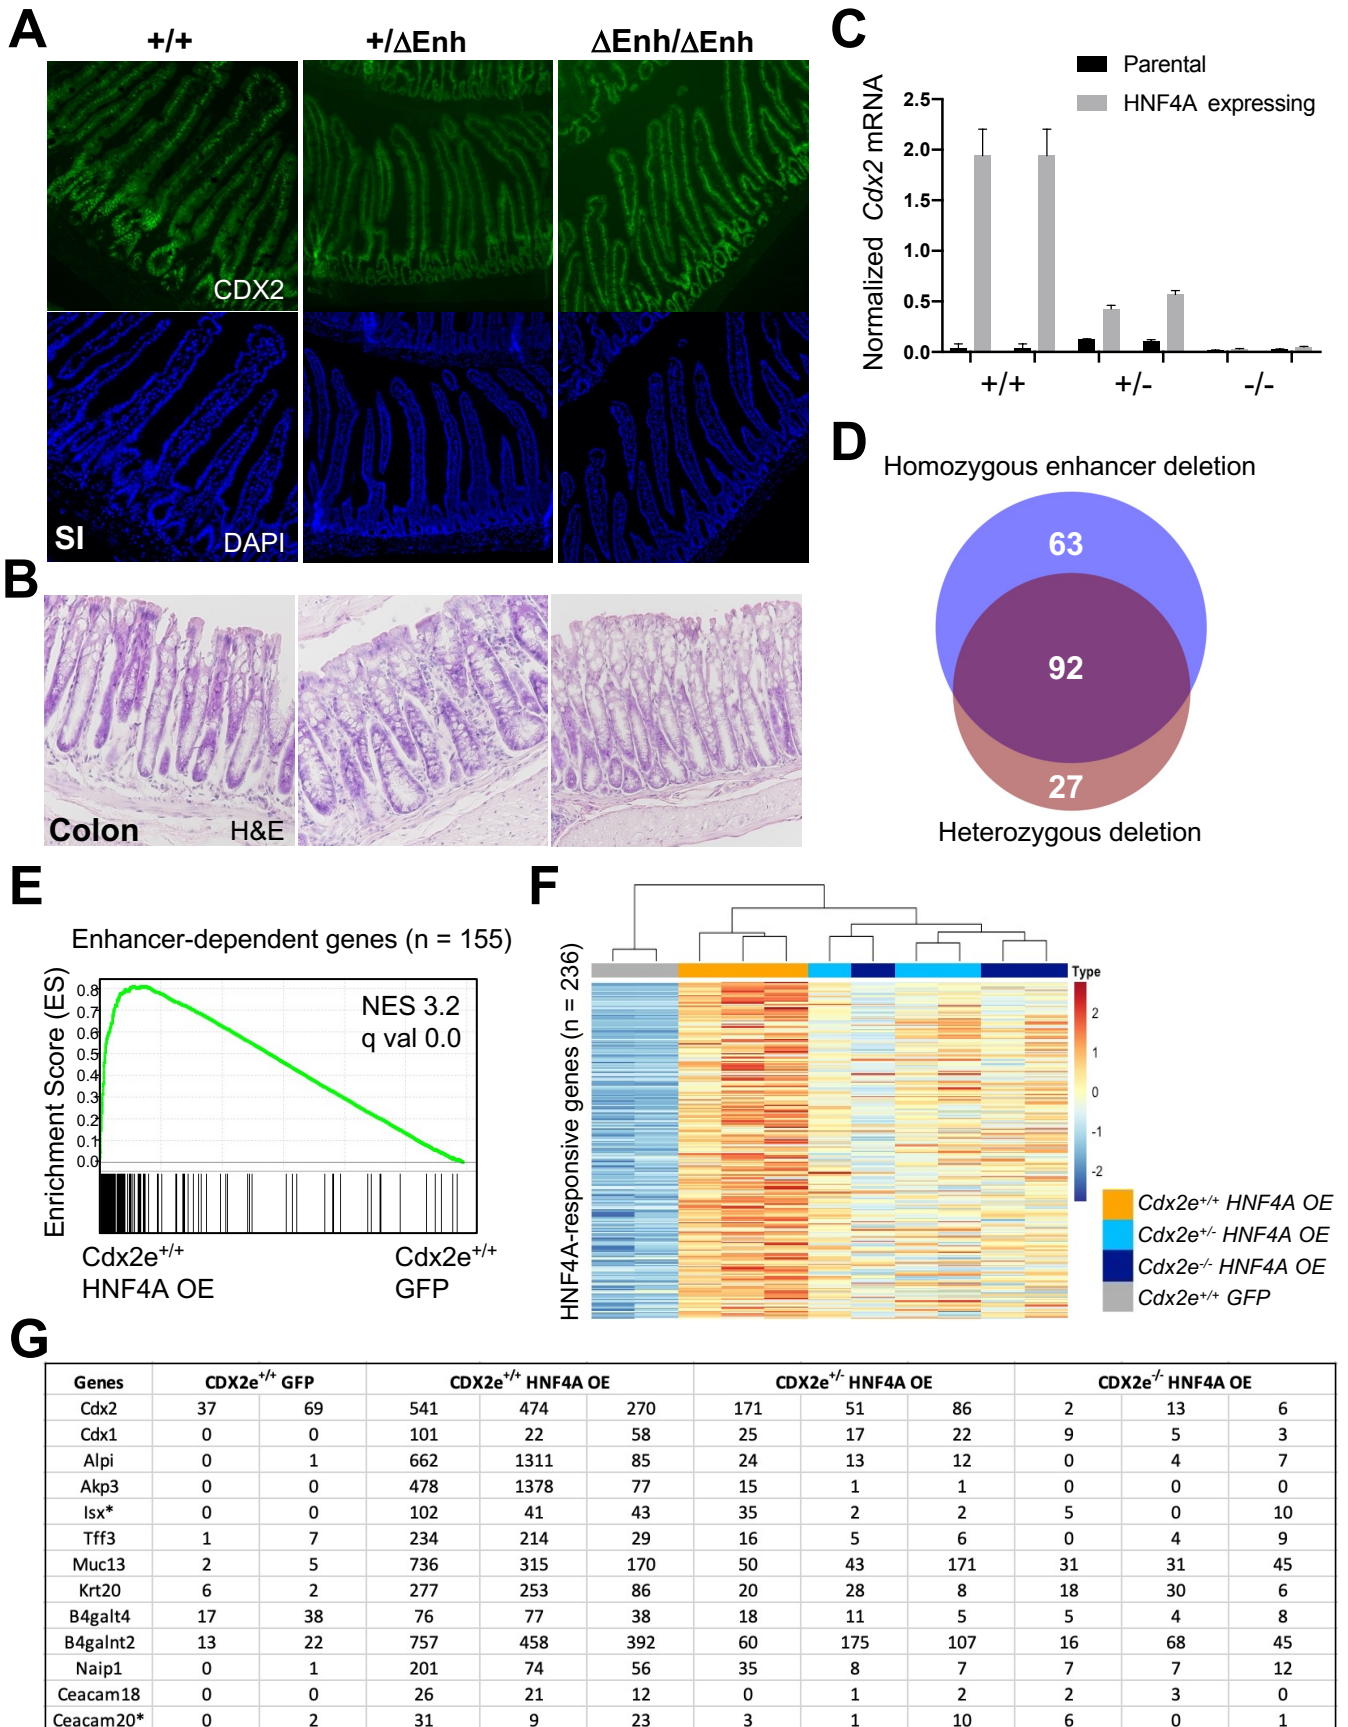 A
+/+
+/ΔEnh
ΔEnh/ΔEnh
CDX2
SI
DAPI
B
Colon
H&E
C
Parental
HNF4A expressing
Normalized Cdx2 mRNA
2.5
2.0
1.5
1.0
0.5
0.0
+/+
+/-
-/-
D
Homozygous enhancer deletion
63
92
27
Heterozygous deletion
E
Enhancer-dependent genes (n = 155)
Enrichment Score (ES)
0.8
0.7
0.6
0.5
0.4
0.3
0.2
0.1
0.0
NES 3.2
q val 0.0
Cdx2e+/+
HNF4A OE
Cdx2e+/+
GFP
F
HNF4A-responsive genes (n = 236)
Type
2
1
0
-1
-2
Cdx2e+/+ HNF4A OE
Cdx2e+/- HNF4A OE
Cdx2e-/- HNF4A OE
Cdx2e+/+ GFP
G
Genes CDX2e+/+ GFP CDX2e+/+ HNF4A OE CDX2e+/- HNF4A OE CDX2e-/- HNF4A OE
Cdx2 37 69 541 474 270 171 51 86 2 13 6
Cdx1 0 0 101 22 58 25 17 22 9 5 3
Alpi 0 1 662 1311 85 24 13 12 0 4 7
Akp3 0 0 478 1378 77 15 1 1 0 0 0
Isx* 0 0 102 41 43 35 2 2 5 0 10
Tff3 1 7 234 214 29 16 5 6 0 4 9
Muc13 2 5 736 315 170 50 43 171 31 31 45
Krt20 6 2 277 253 86 20 28 8 18 30 6
B4galt4 17 38 76 77 38 18 11 5 5 4 8
B4galnt2 13 22 757 458 392 60 175 107 16 68 45
Naip1 0 1 201 74 56 35 8 7 7 7 12
Ceacam18 0 0 26 21 12 0 1 2 2 3 0
Ceacam20* 0 2 31 9 23 3 1 10 6 0 1